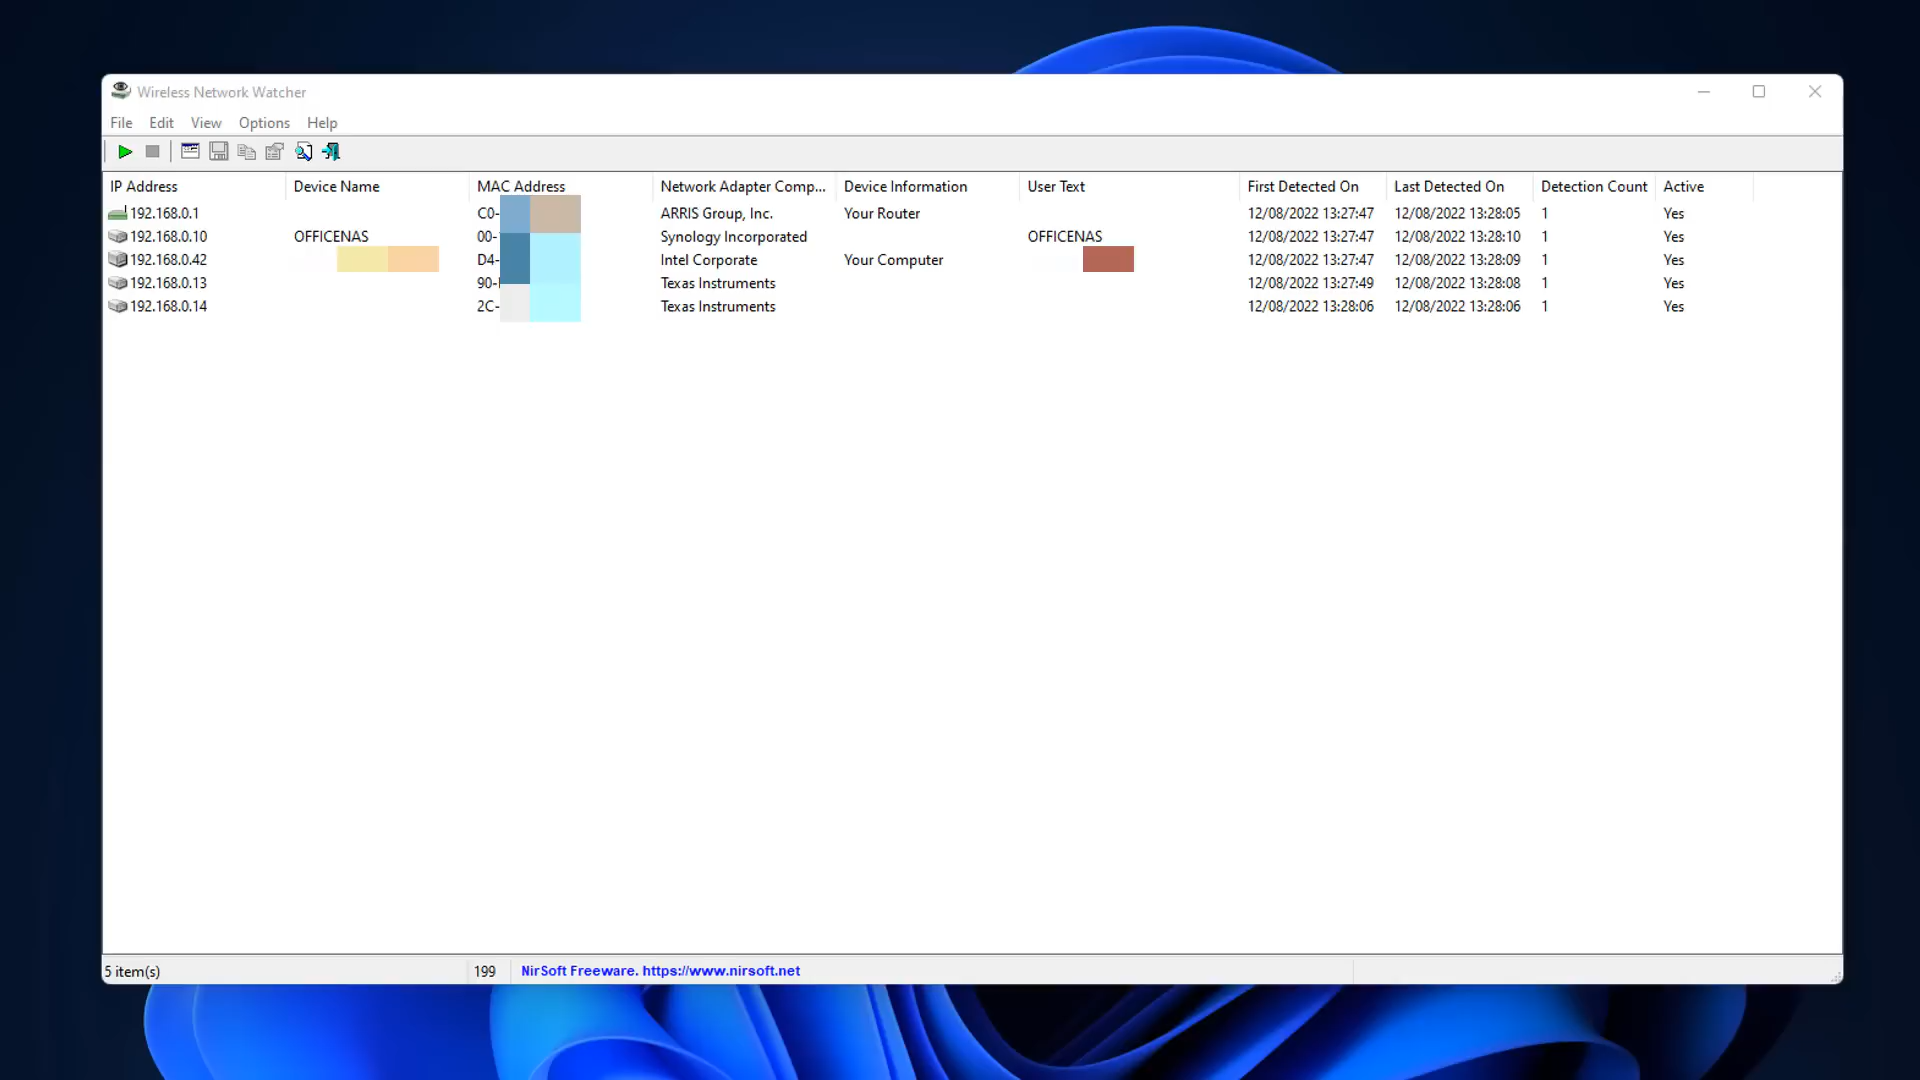 Wireless Network Watcher
File Edit View Options Help
IP Address Device Name MAC Address Network Adapter Comp... Device Information User Text First Detected On Last Detected On Detection Count Active
192.168.0.1 C0- ARRIS Group, Inc. Your Router 12/08/2022 13:27:47 12/08/2022 13:28:05 1 Yes
192.168.0.10 OFFICENAS 00- Synology Incorporated OFFICENAS 12/08/2022 13:27:47 12/08/2022 13:28:10 1 Yes
192.168.0.42 D4- Intel Corporate Your Computer 12/08/2022 13:27:47 12/08/2022 13:28:09 1 Yes
192.168.0.13 90- Texas Instruments 12/08/2022 13:27:49 12/08/2022 13:28:08 1 Yes
192.168.0.14 2C- Texas Instruments 12/08/2022 13:28:06 12/08/2022 13:28:06 1 Yes
5 item(s) 199 NirSoft Freeware. https://www.nirsoft.net